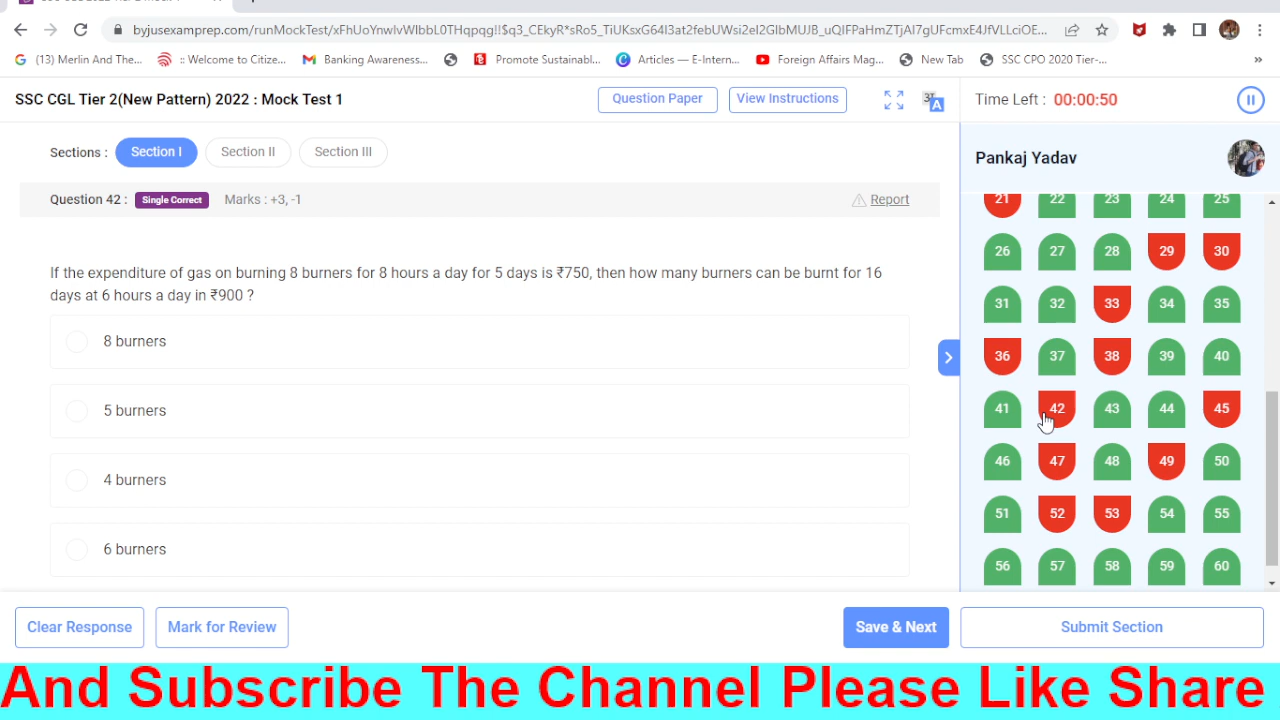 byjusexamprep.com/runMockTest/xFhUoYnwIvWlbbL0THqpqg!!$q3_CEkyR*sRo5_TiUKsxG64I3at2febUWsi2eI2GIbMUJ8_uQIFPaHmZTjAI7gUFcmxE4JfVLLciOE...
(13) Merlin And The...
:: Welcome to Citize...
Banking Awareness...
Promote Sustainabl...
Articles — E-Intern...
Foreign Affairs Mag...
New Tab
SSC CPO 2020 Tier-...
»
SSC CGL Tier 2(New Pattern) 2022 : Mock Test 1
Question Paper
View Instructions
Time Left : 00:00:50
Sections :
Section I
Section II
Section III
Pankaj Yadav
Question 42 :
Single Correct
Marks : +3, -1
Report
If the expenditure of gas on burning 8 burners for 8 hours a day for 5 days is ₹750, then how many burners can be burnt for 16
days at 6 hours a day in ₹900 ?
8 burners
5 burners
4 burners
6 burners
21 22 23 24 25
26 27 28 29 30
31 32 33 34 35
36 37 38 39 40
41 42 43 44 45
46 47 48 49 50
51 52 53 54 55
56 57 58 59 60
Clear Response
Mark for Review
Save & Next
Submit Section
And Subscribe The Channel Please Like Share